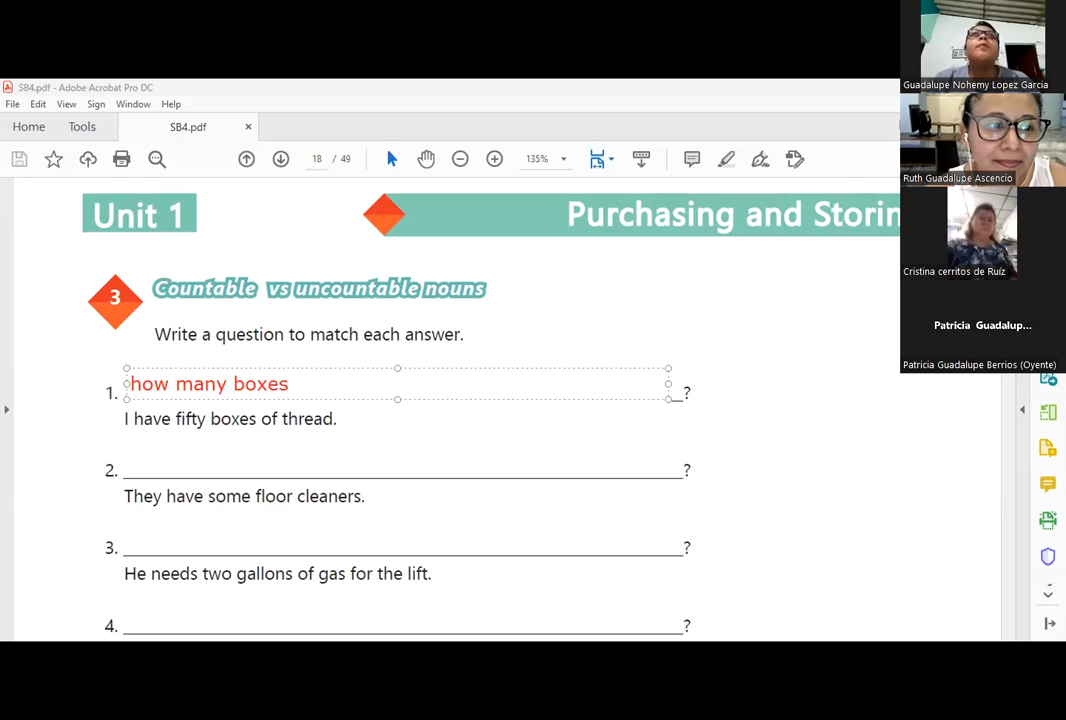 SB4.pdf - Adobe Acrobat Pro DC
File Edit View Sign Window Help
Home Tools SB4.pdf ×
18 / 49 135%
Unit 1 Purchasing and Storin
3 Countable vs uncountable nouns
Write a question to match each answer.
1. how many boxes _?
I have fifty boxes of thread.
2. ?
They have some floor cleaners.
3. ?
He needs two gallons of gas for the lift.
4. ?
Guadalupe Nohemy Lopez Garcia
Ruth Guadalupe Ascencio
Cristina cerritos de Ruíz
Patricia Guadalup...
Patricia Guadalupe Berrios (Oyente)